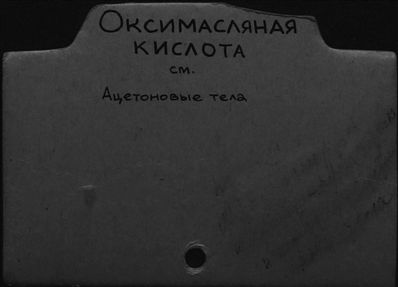 Оксимасляная
кислота
см.
Ацетоновые тела